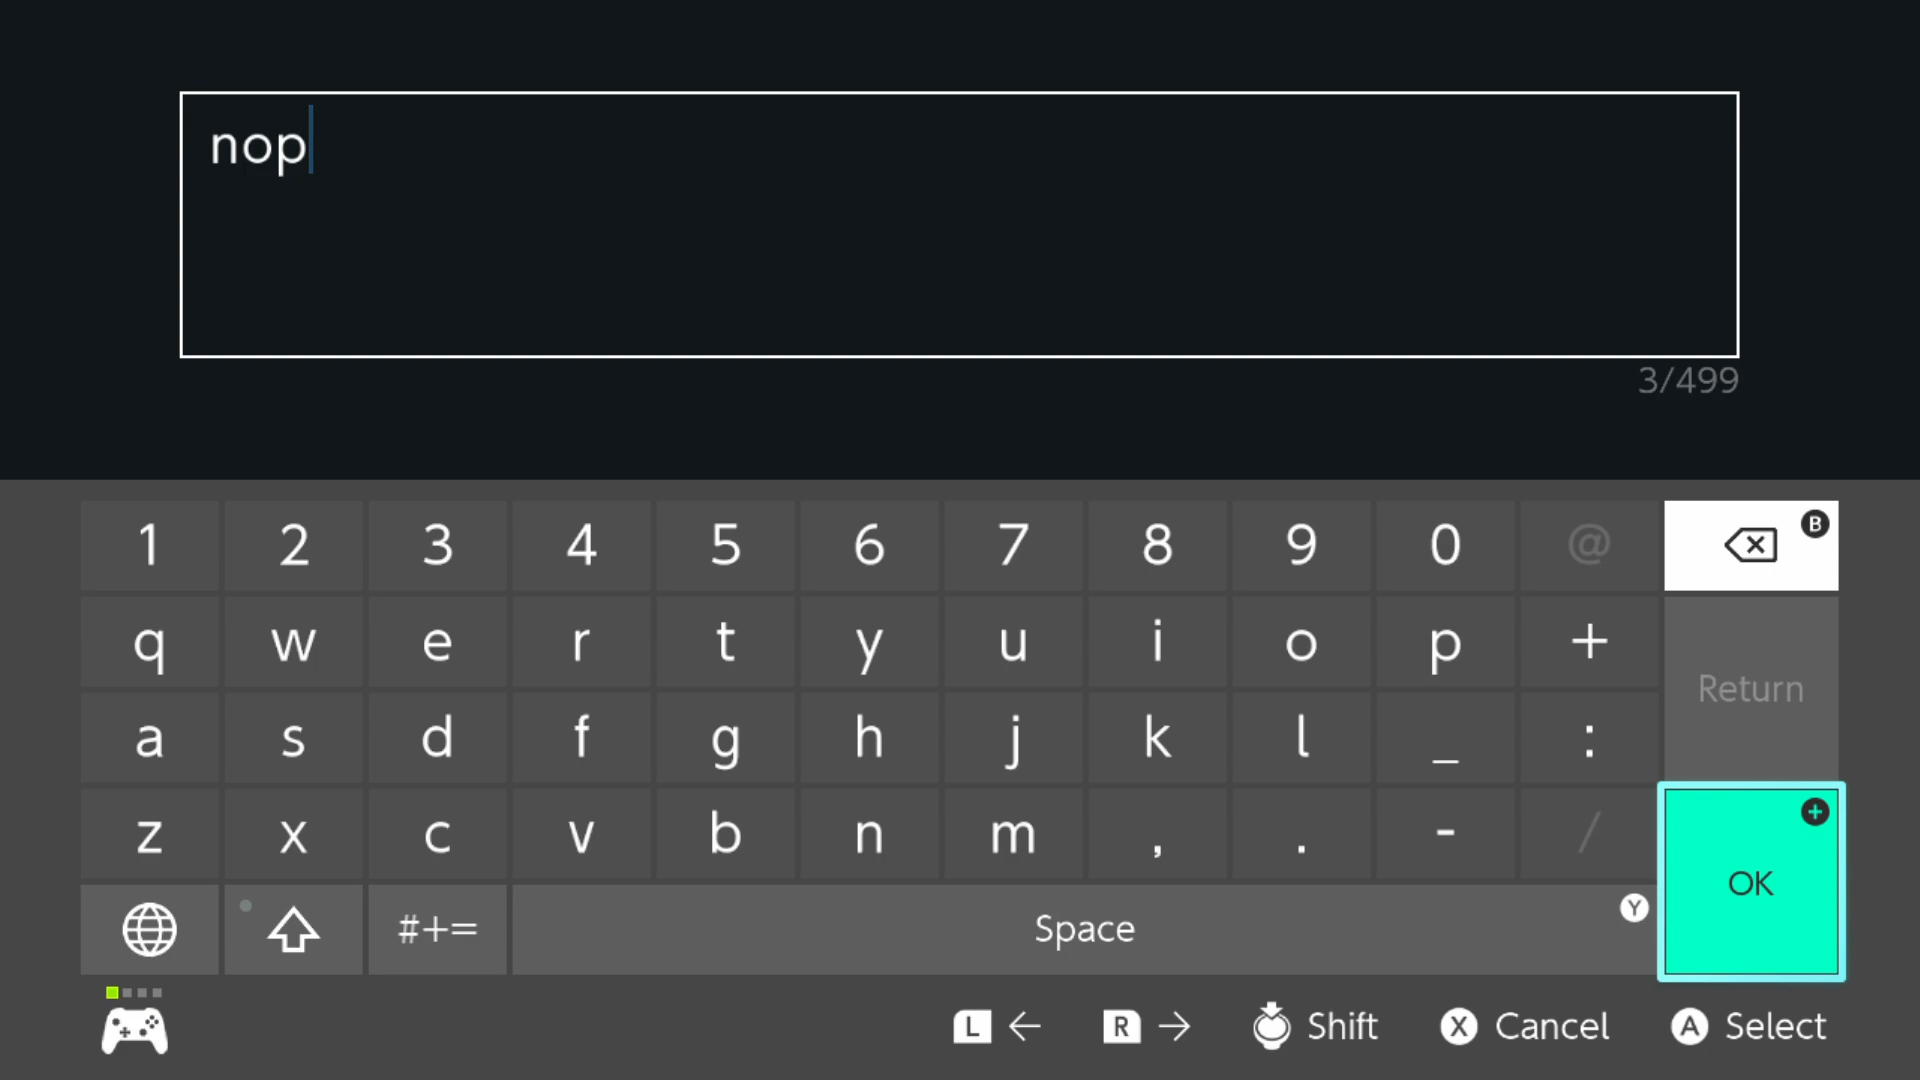 nop
3/499
1 2 3 4 5 6 7 8 9 0 @ B
q w e r t y u i o p +
Return
a s d f g h j k l _ :
z x c v b n m , . - /
+
OK
#+= Space Y
L ← R → Shift X Cancel A Select